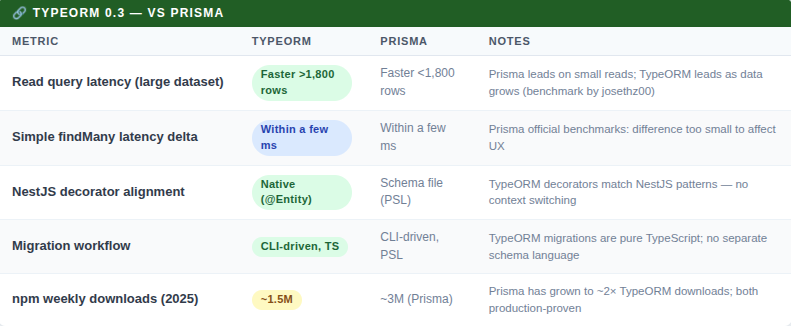 🔗 TYPEORM 0.3 — VS PRISMA
METRIC TYPEORM PRISMA NOTES
Read query latency (large dataset)
Faster >1,800
rows
Faster <1,800
rows
Prisma leads on small reads; TypeORM leads as data
grows (benchmark by josethz00)
Simple findMany latency delta
Within a few
ms
Within a few
ms
Prisma official benchmarks: difference too small to affect
UX
NestJS decorator alignment
Native
(@Entity)
Schema file
(PSL)
TypeORM decorators match NestJS patterns — no
context switching
Migration workflow
CLI-driven, TS
CLI-driven,
PSL
TypeORM migrations are pure TypeScript; no separate
schema language
npm weekly downloads (2025)
~1.5M
~3M (Prisma)
Prisma has grown to ~2× TypeORM downloads; both
production-proven